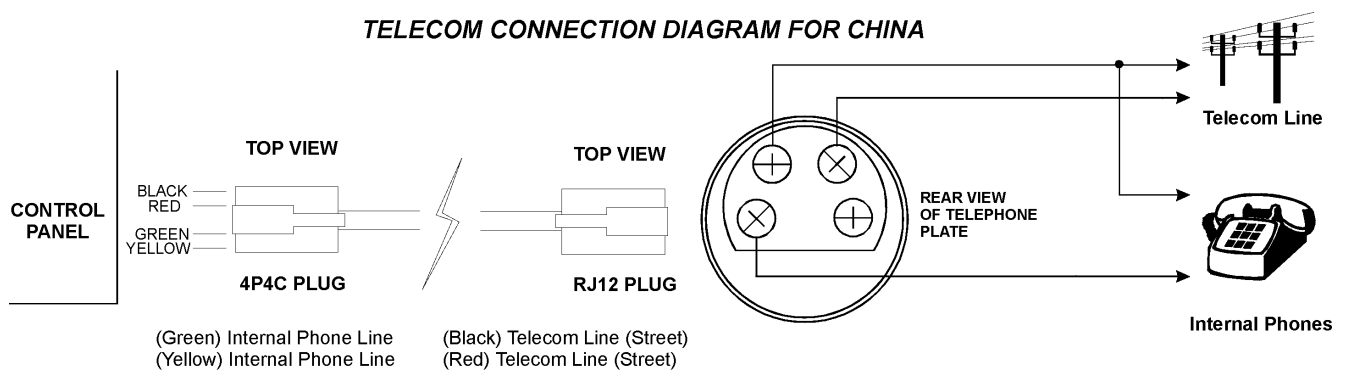 TELECOM CONNECTION DIAGRAM FOR CHINA
Telecom Line
TOP VIEW
TOP VIEW
BLACK
RED
GREEN
YELLOW
CONTROL
PANEL
REAR VIEW
OF TELEPHONE
PLATE
4P4C PLUG
RJ12 PLUG
Internal Phones
(Green) Internal Phone Line
(Yellow) Internal Phone Line
(Black) Telecom Line (Street)
(Red) Telecom Line (Street)